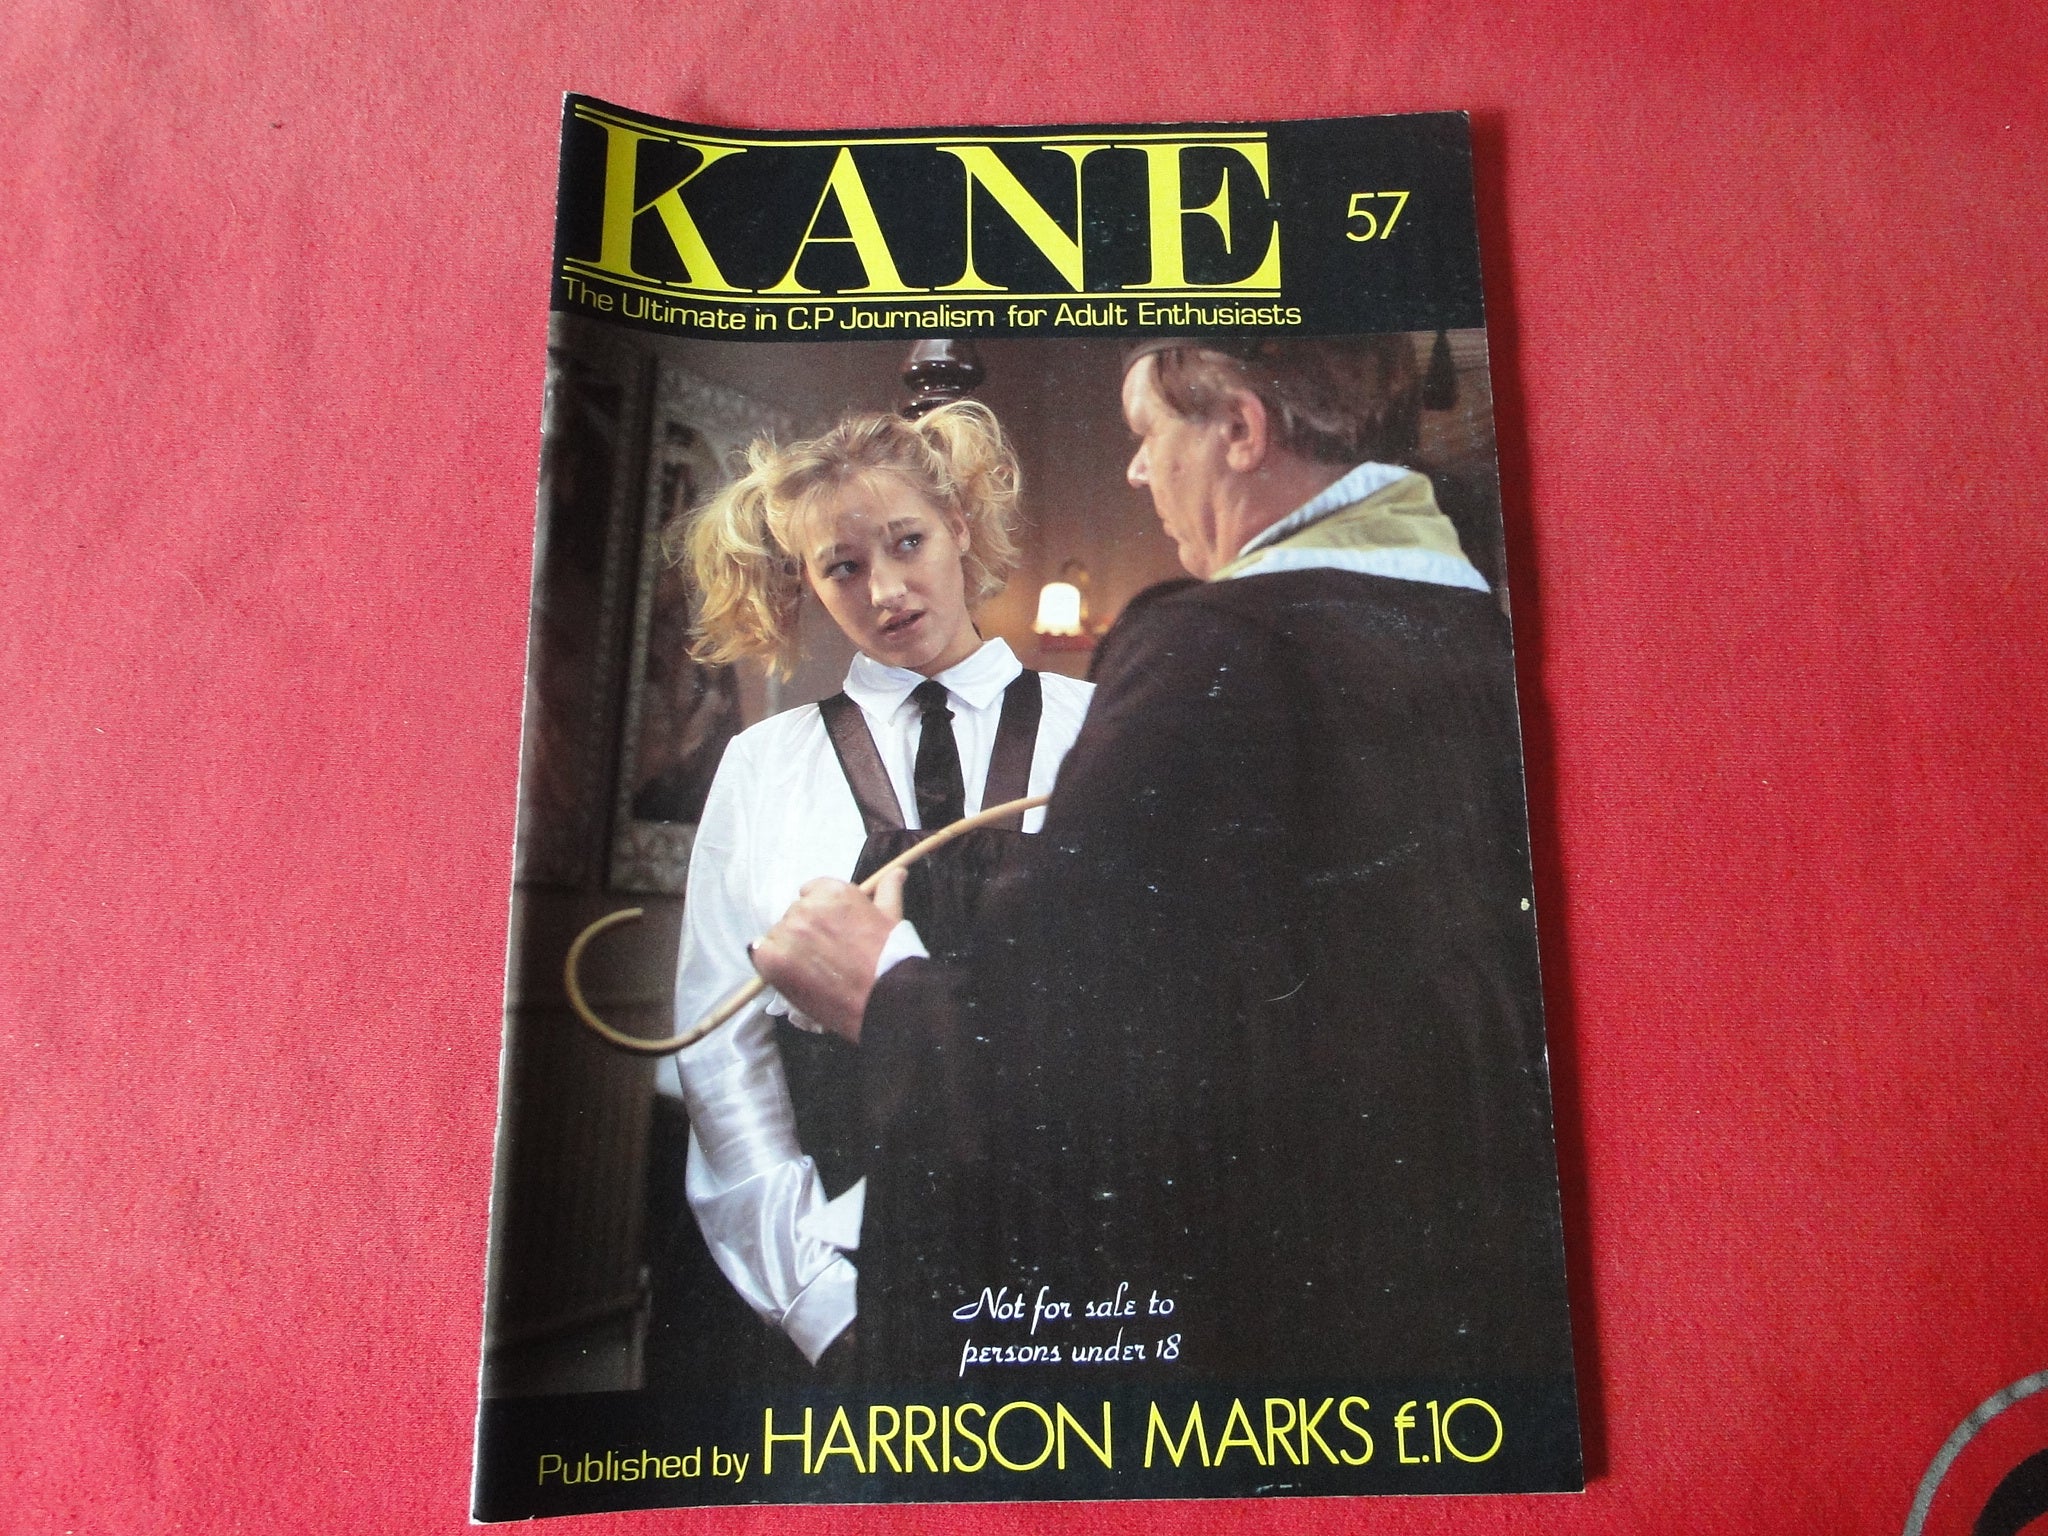 KANE
57
The Ultimate in C.P Journalism for Adult Enthusiasts
Not for sale to
persons under 18
Published by HARRISON MARKS £.10